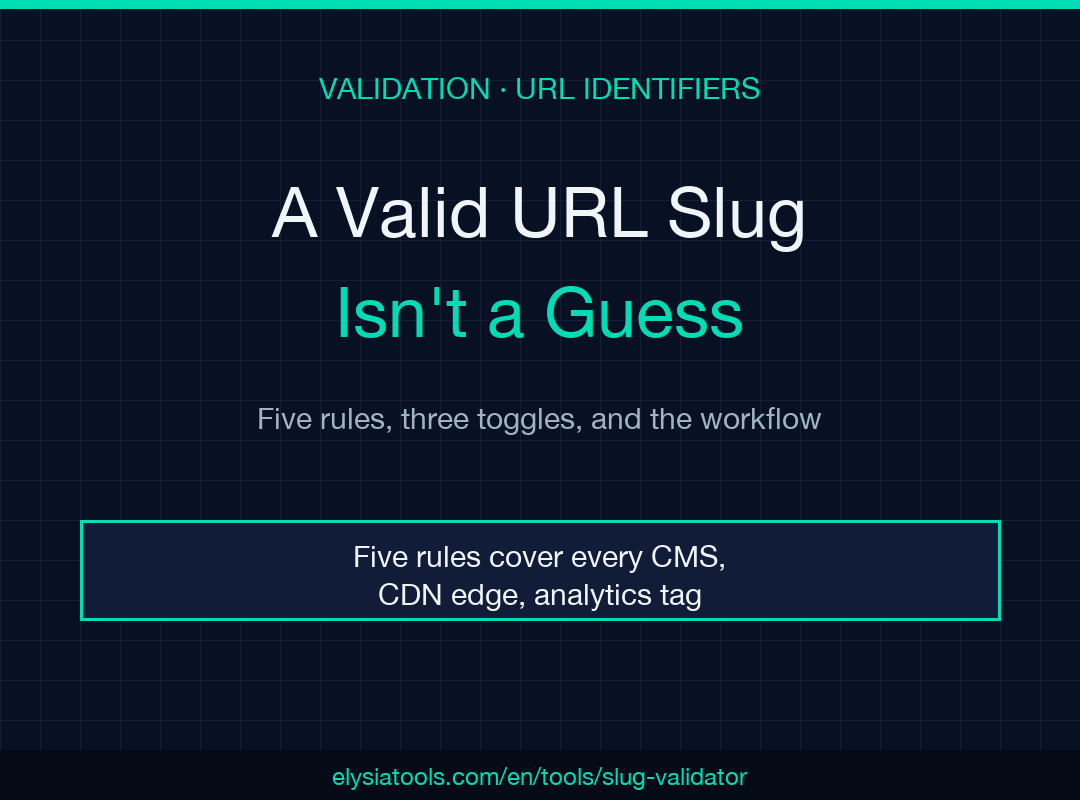 VALIDATION · URL IDENTIFIERS
A Valid URL Slug
Isn't a Guess
Five rules, three toggles, and the workflow
Five rules cover every CMS,
CDN edge, analytics tag
elysiatools.com/en/tools/slug-validator